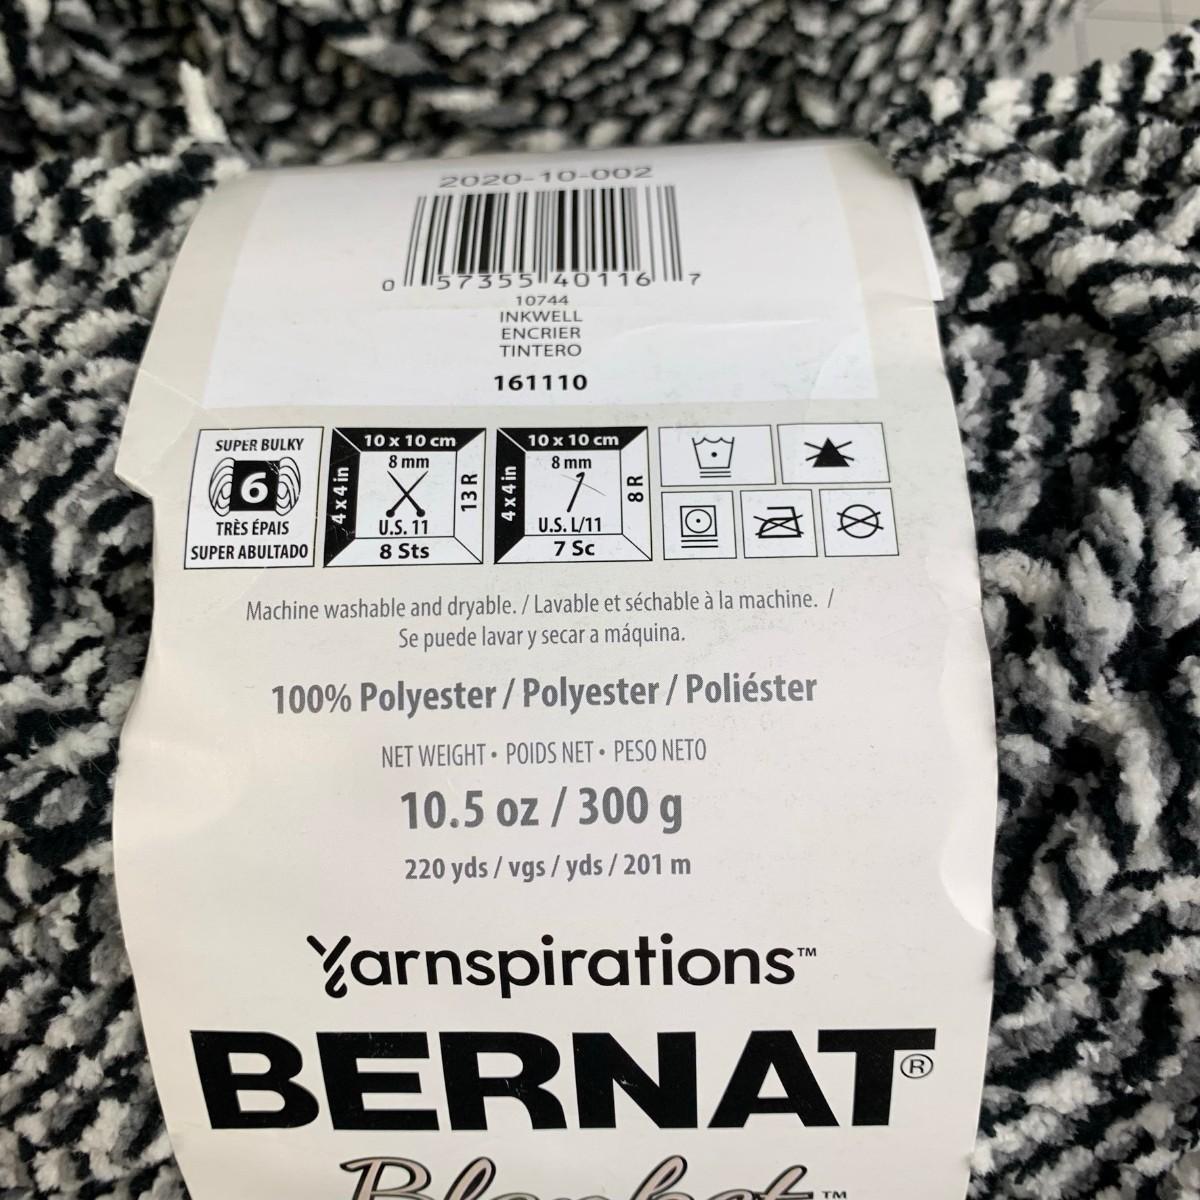 2020-10-002
0 57355 40116 7
10744
INKWELL
ENCRIER
TINTERO
161110
SUPER BULKY
6
TRÈS ÉPAIS
SUPER ABULTADO
10 x 10 cm
4 x 4 in
8 mm
13 R
U.S. 11
8 Sts
10 x 10 cm
4 x 4 in
8 mm
8 R
U.S. L/11
7 Sc
Machine washable and dryable. / Lavable et séchable à la machine. /
Se puede lavar y secar a máquina.
100% Polyester / Polyester / Poliéster
NET WEIGHT • POIDS NET • PESO NETO
10.5 oz / 300 g
220 yds / vgs / yds / 201 m
Yarnspirations™
BERNAT®
Blanket™